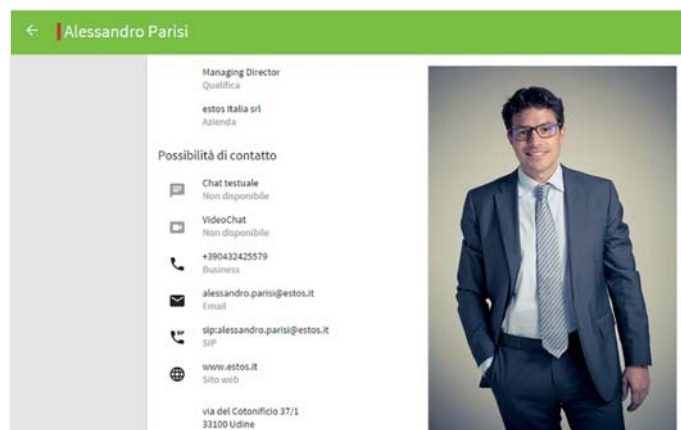 Alessandro Parisi
Managing Director
Qualifica
estos Italia srl
Azienda
Possibilità di contatto
Chat testuale
Non disponibile
VideoChat
Non disponibile
+390432425579
Business
alessandro.parisi@estos.it
Email
SIP
sip:alessandro.parisi@estos.it
SIP
www.estos.it
Sito web
via del Cotonificio 37/1
33100 Udine